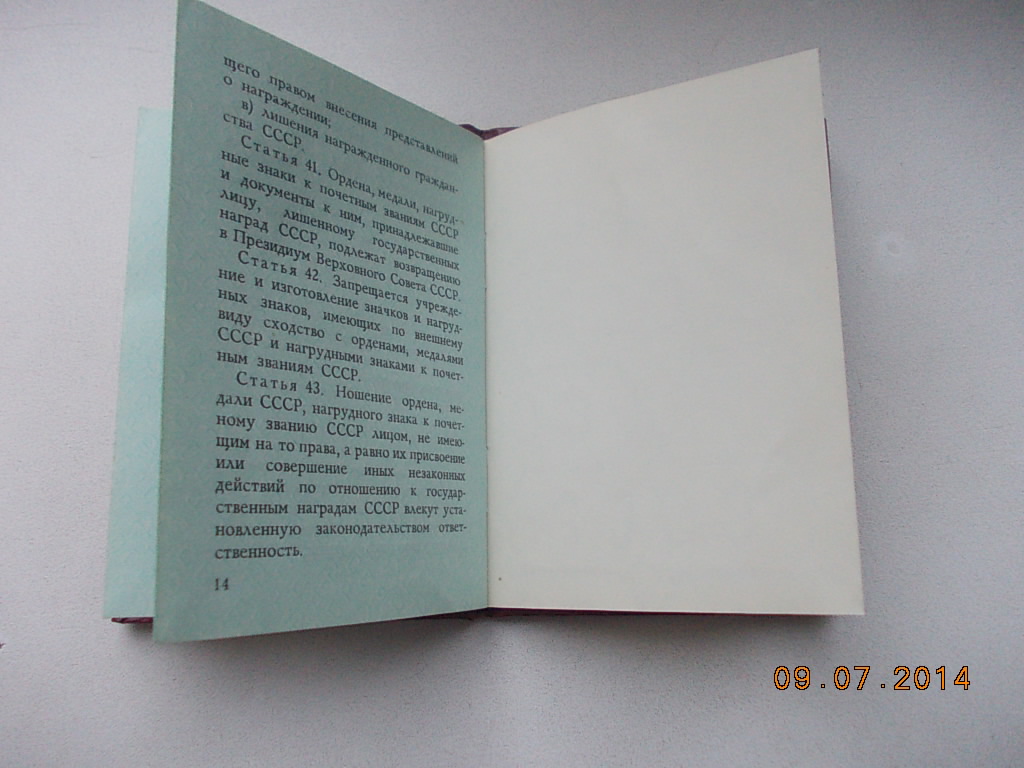 щего правом внесения представлений
о награждении;
в) лишения награжденного граждан-
ства СССР.
Статья 41. Ордена, медали, нагруд-
ные знаки к почетным званиям СССР
и документы к ним, принадлежавшие
лицу, лишенному государственных
наград СССР, подлежат возвращению
в Президиум Верховного Совета СССР.
Статья 42. Запрещается учрежде-
ние и изготовление значков и нагруд-
ных знаков, имеющих по внешнему
виду сходство с орденами, медалями
СССР и нагрудными знаками к почет-
ным званиям СССР.
Статья 43. Ношение ордена, ме-
дали СССР, нагрудного знака к почет-
ному званию СССР лицом, не имею-
щим на то права, а равно их присвоение
или совершение иных незаконных
действий по отношению к государ-
ственным наградам СССР влекут уста-
новленную законодательством ответ-
ственность.
14
09.07.2014